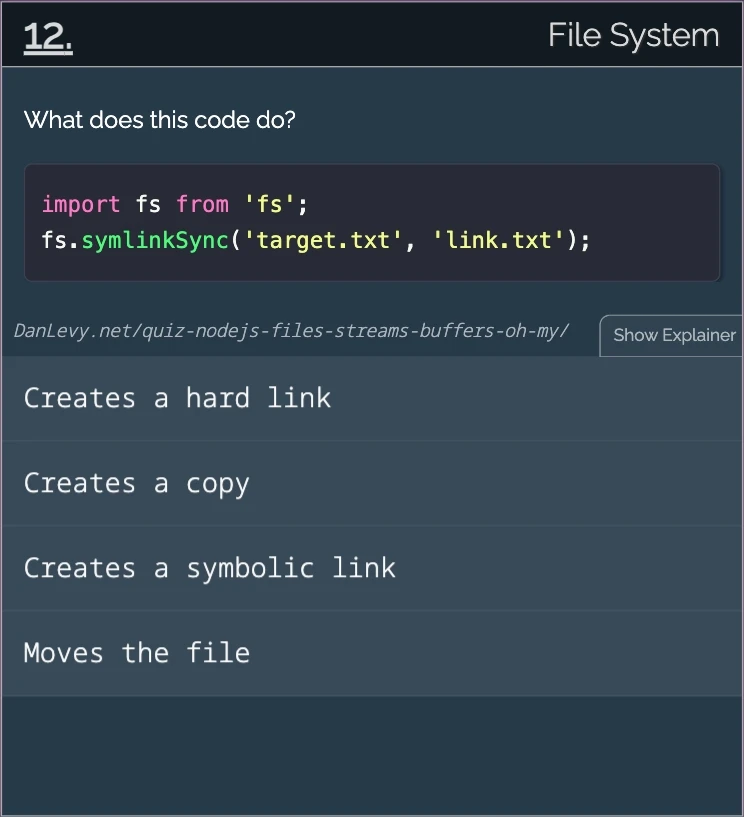 12.
File System
What does this code do?
import fs from 'fs';
fs.symlinkSync('target.txt', 'link.txt');
DanLevy.net/quiz-nodejs-files-streams-buffers-oh-my/
Show Explainer
Creates a hard link
Creates a copy
Creates a symbolic link
Moves the file